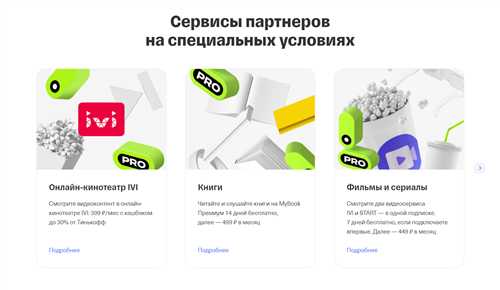 Сервисы партнеров
на специальных условиях
ivi
PRO
PRO
PRO
Онлайн-кинотеатр IVI
Смотрите видеоконтент в онлайн
кинотеатре IVI: 399 ₽/мес с кэшбэком
до 30% от Тинькофф
Подробнее
Книги
Читайте и слушайте книги на MyBook
Премиум 14 дней бесплатно,
далее — 499 ₽ в месяц
Подробнее
Фильмы и сериалы
Смотрите два видеосервиса
IVI и START — в одной подписке.
7 дней бесплатно, если подключаете
впервые. Далее — 449 ₽ в месяц
Подробнее